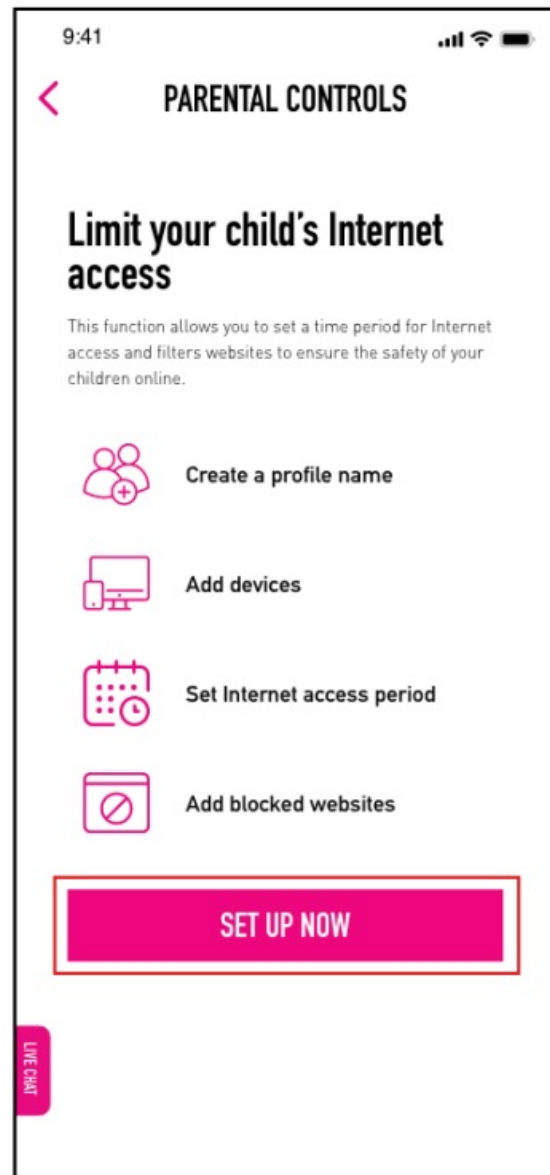 9:41
PARENTAL CONTROLS
Limit your child's Internet
access
This function allows you to set a time period for Internet
access and filters websites to ensure the safety of your
children online.
Create a profile name
Add devices
Set Internet access period
Add blocked websites
SET UP NOW
LIVE CHAT